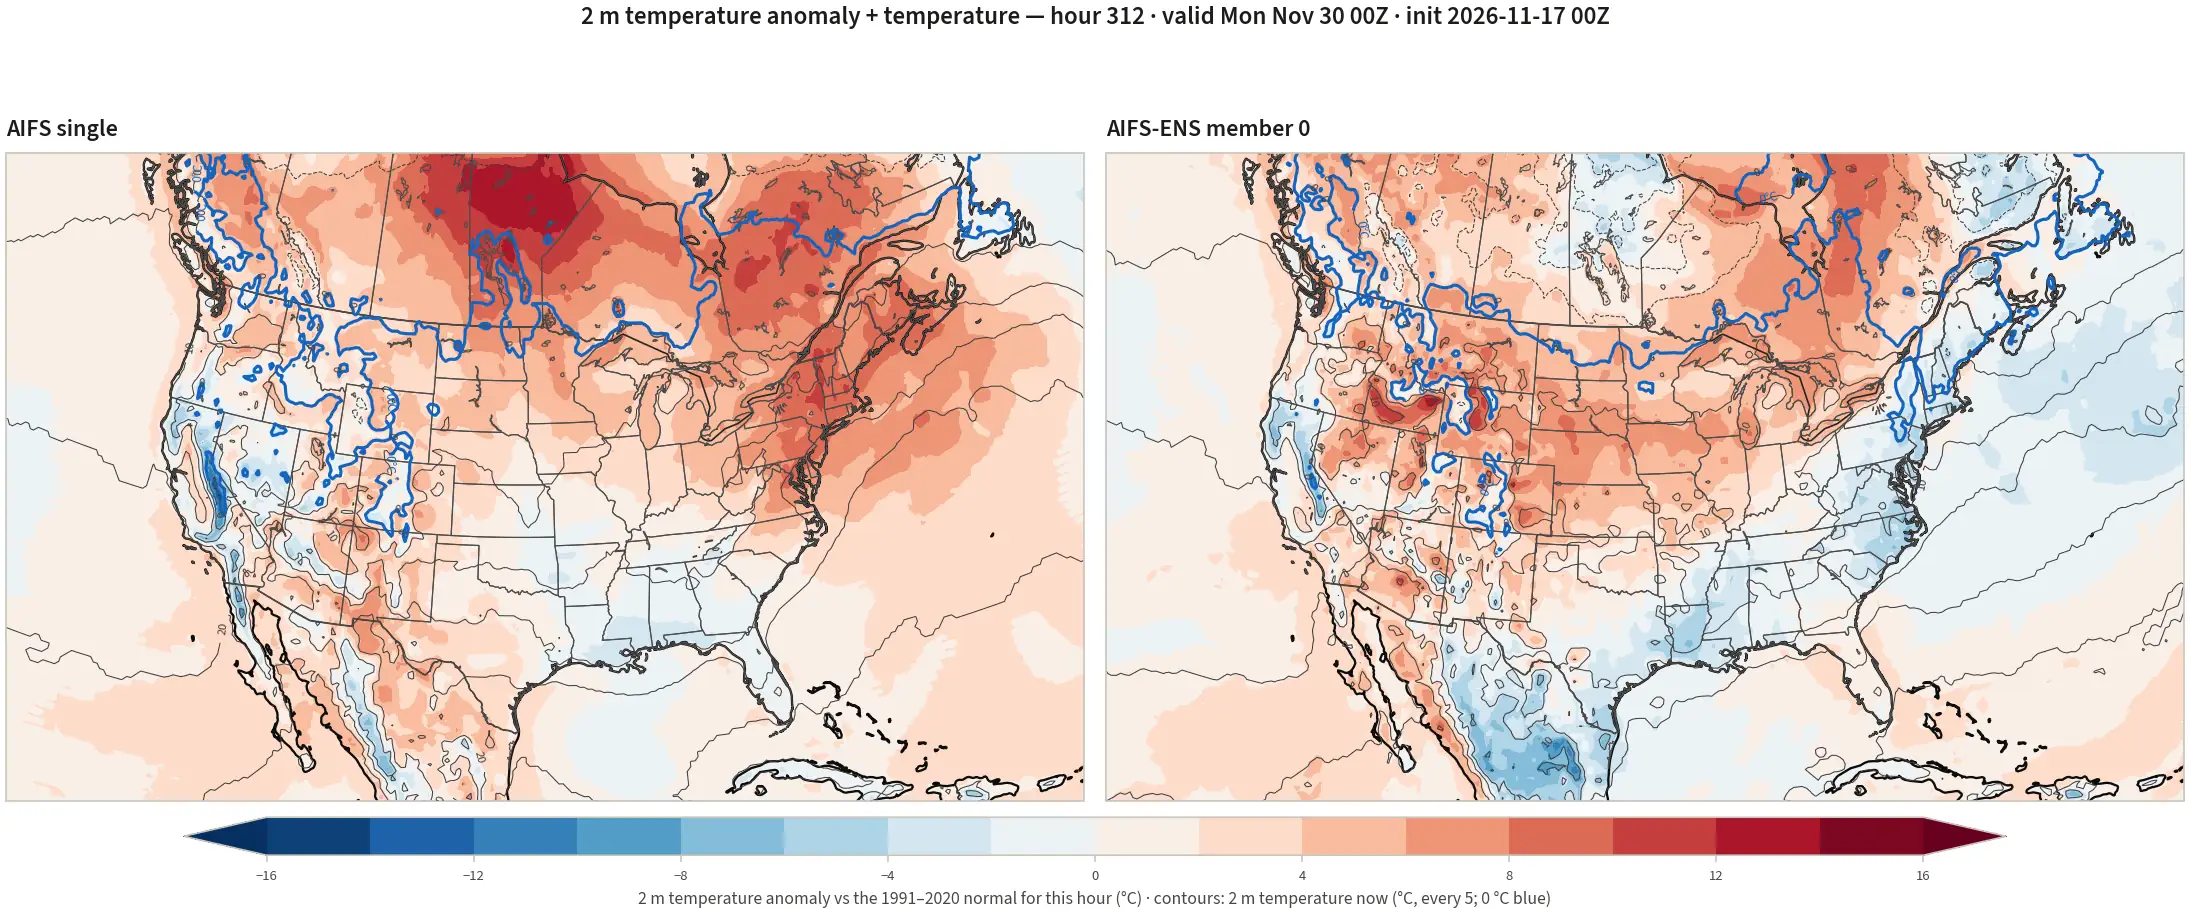 2 m temperature anomaly + temperature — hour 312 · valid Mon Nov 30 00Z · init 2026-11-17 00Z
AIFS single
AIFS-ENS member 0
−16 −12 −8 −4 0 4 8 12 16
2 m temperature anomaly vs the 1991–2020 normal for this hour (°C) · contours: 2 m temperature now (°C, every 5; 0 °C blue)